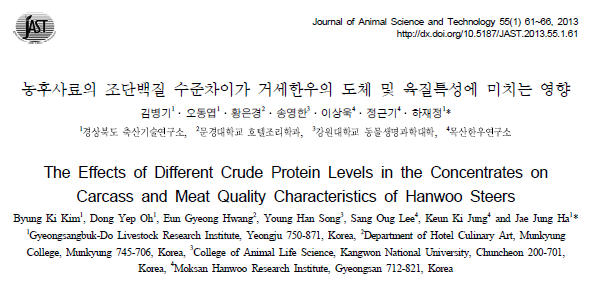 JAST
Journal of Animal Science and Technology 55(1) 61~66, 2013
http://dx.doi.org/10.5187/JAST.2013.55.1.61
농후사료의 조단백질 수준차이가 거세한우의 도체 및 육질특성에 미치는 영향
김병기¹·오동엽¹·황은경²·송영한³·이상욱⁴·정근기⁴·하재정¹*
¹경상북도 축산기술연구소, ²문경대학교 호텔조리학과, ³강원대학교 동물생명과학대학, ⁴목산한우연구소
The Effects of Different Crude Protein Levels in the Concentrates on
Carcass and Meat Quality Characteristics of Hanwoo Steers
Byung Ki Kim¹, Dong Yep Oh¹, Eun Gyeong Hwang², Young Han Song³, Sang Oug Lee⁴, Keun Ki Jung⁴ and Jae Jung Ha¹*
¹Gyeongsangbuk-Do Livestock Research Institute, Yeongju 750-871, Korea, ²Department of Hotel Culinary Art, Munkyung
College, Munkyung 745-706, Korea, ³College of Animal Life Science, Kangwon National University, Chuncheon 200-701,
Korea, ⁴Moksan Hanwoo Research Institute, Gyeongsan 712-821, Korea